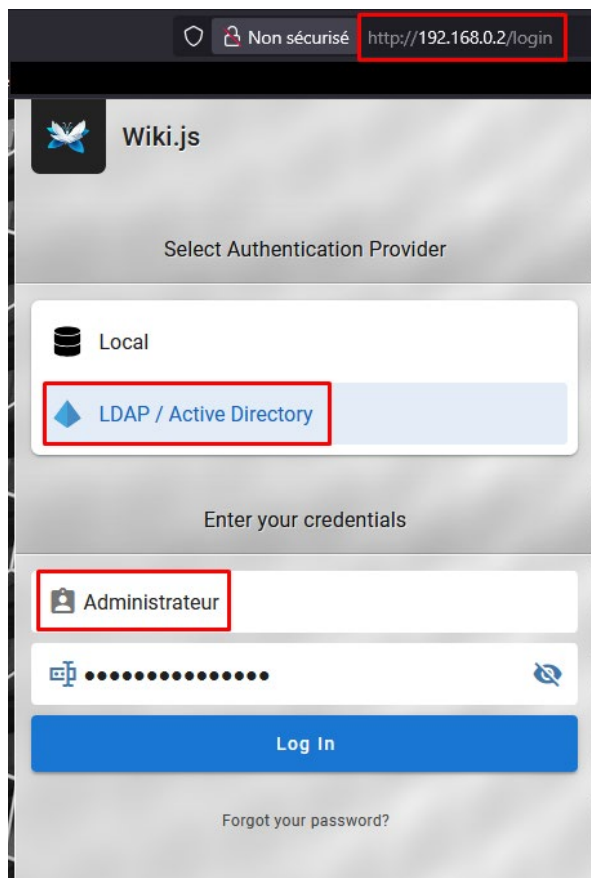 Non sécurisé http://192.168.0.2/login
Wiki.js
Select Authentication Provider
Local
LDAP / Active Directory
Enter your credentials
Administrateur
•••••••••••••••
Log In
Forgot your password?